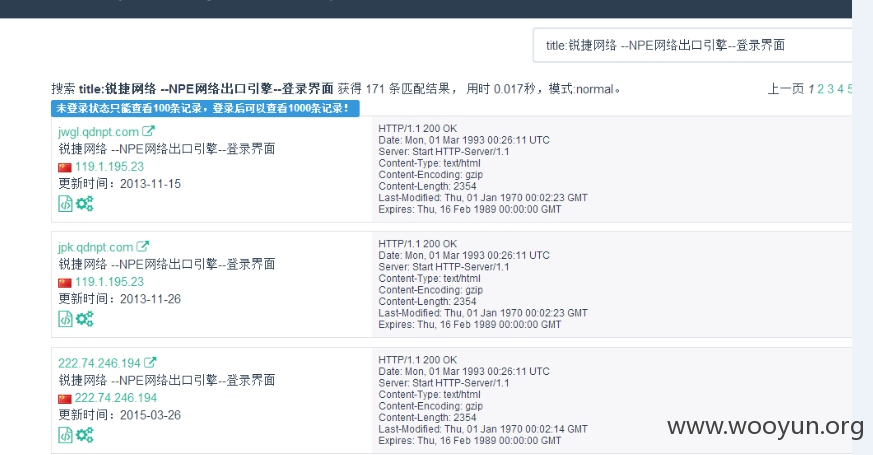 title:锐捷网络 --NPE网络出口引擎--登录界面
搜索 title:锐捷网络 --NPE网络出口引擎--登录界面 获得 171 条匹配结果， 用时 0.017秒，模式:normal。 上一页 1 2 3 4 5
未登录状态只能查看100条记录，登录后可以查看1000条记录！
jwgl.qdnpt.com
锐捷网络 --NPE网络出口引擎--登录界面
119.1.195.23
更新时间：2013-11-15
HTTP/1.1 200 OK
Date: Mon, 01 Mar 1993 00:26:11 UTC
Server: Start HTTP-Server/1.1
Content-Type: text/html
Content-Encoding: gzip
Content-Length: 2354
Last-Modified: Thu, 01 Jan 1970 00:02:23 GMT
Expires: Thu, 16 Feb 1989 00:00:00 GMT
jpk.qdnpt.com
锐捷网络 --NPE网络出口引擎--登录界面
119.1.195.23
更新时间：2013-11-26
HTTP/1.1 200 OK
Date: Mon, 01 Mar 1993 00:26:11 UTC
Server: Start HTTP-Server/1.1
Content-Type: text/html
Content-Encoding: gzip
Content-Length: 2354
Last-Modified: Thu, 01 Jan 1970 00:02:23 GMT
Expires: Thu, 16 Feb 1989 00:00:00 GMT
222.74.246.194
锐捷网络 --NPE网络出口引擎--登录界面
222.74.246.194
更新时间：2015-03-26
HTTP/1.1 200 OK
Date: Mon, 01 Mar 1993 00:26:11 UTC
Server: Start HTTP-Server/1.1
Content-Type: text/html
Content-Encoding: gzip
Content-Length: 2354
Last-Modified: Thu, 01 Jan 1970 00:02:14 GMT
Expires: Thu, 16 Feb 1989 00:00:00 GMT
www.wooyun.org